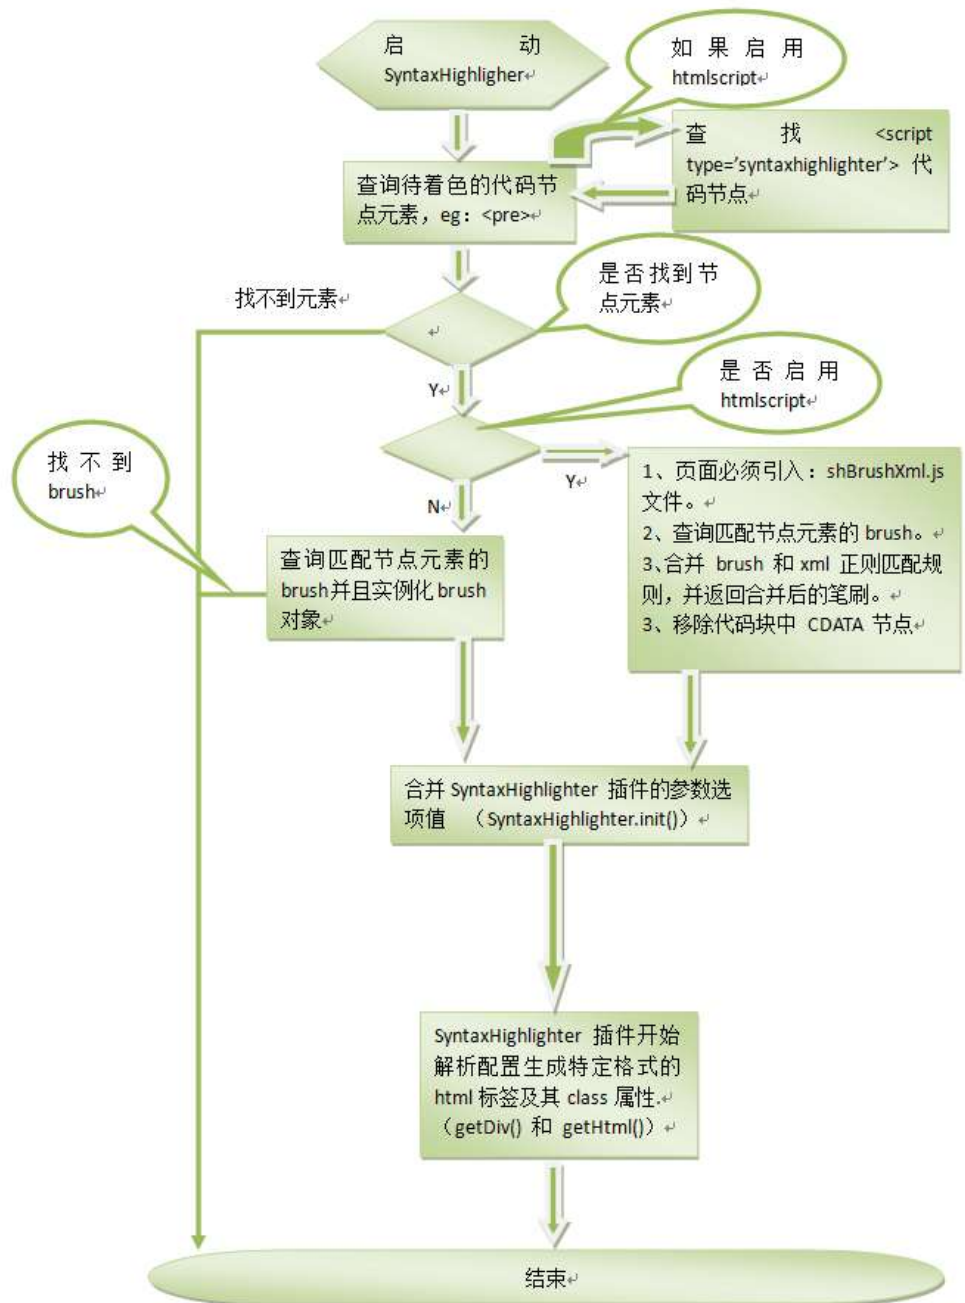 启 动
SyntaxHighligher↵
如 果 启 用
htmlscript↵
查 找 <script
type=’syntaxhighlighter’> 代
码节点↵
查询待着色的代码节
点元素，eg：<pre>↵
是否找到节
点元素↵
找不到元素↵
↵
Y↵
是 否 启 用
htmlscript↵
找 不 到
brush↵
Y↵
N↵
1、页面必须引入：shBrushXml.js
文件。↵
2、查询匹配节点元素的 brush。↵
3、合并 brush 和 xml 正则匹配规
则，并返回合并后的笔刷。↵
3、移除代码块中 CDATA 节点↵
查询匹配节点元素的
brush并且实例化brush
对象↵
合并 SyntaxHighlighter 插件的参数选
项值 （SyntaxHighlighter.init()）↵
SyntaxHighlighter 插件开始
解析配置生成特定格式的
html 标签及其 class 属性.↵
（getDiv() 和 getHtml()）↵
结束↵